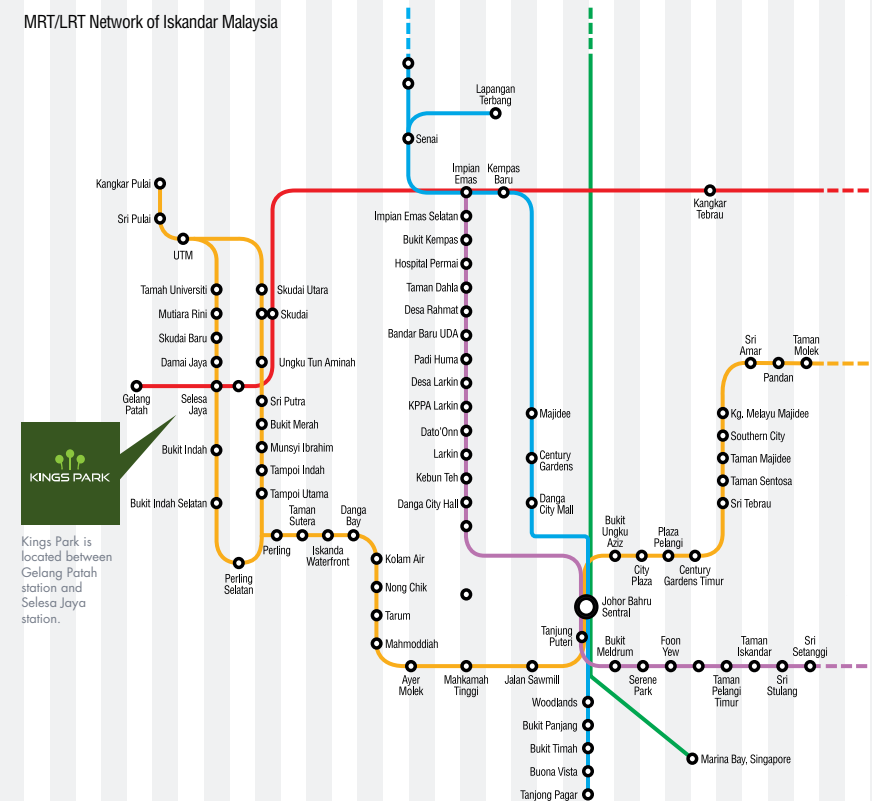 MRT/LRT Network of Iskandar Malaysia
Lapangan
Terbang
Senai
Impian
Emas
Kempas
Baru
Kangkar
Tebrau
Kangkar Pulai
Sri Pulai
UTM
Impian Emas Selatan
Bukit Kempas
Hospital Permai
Taman Dahla
Desa Rahmat
Bandar Baru UDA
Padi Huma
Desa Larkin
KPPA Larkin
Dato'Onn
Larkin
Kebun Teh
Danga City Hall
Tamah Universiti
Mutiara Rini
Skudai Baru
Damai Jaya
Selesa
Jaya
Gelang
Patah
Bukit Indah
Bukit Indah Selatan
Perling
Selatan
Skudai Utara
Skudai
Ungku Tun Aminah
Sri Putra
Bukit Merah
Munsyi Ibrahim
Tampoi Indah
Tampoi Utama
Perling
Taman
Sutera
Iskanda
Waterfront
Danga
Bay
Kolam Air
Nong Chik
Tarum
Mahmoddiah
Ayer
Molek
Mahkamah
Tinggi
Jalan Sawmill
Majidee
Century
Gardens
Danga
City Mall
Sri
Amar
Pandan
Taman
Molek
Kg. Melayu Majidee
Southern City
Taman Majidee
Taman Sentosa
Sri Tebrau
Bukit
Ungku
Aziz
City
Plaza
Plaza
Pelangi
Century
Gardens Timur
Johor Bahru
Sentral
Tanjung
Puteri
Bukit
Meldrum
Serene
Park
Foon
Yew
Taman
Pelangi
Timur
Taman
Iskandar
Sri
Stulang
Sri
Setanggi
Woodlands
Bukit Panjang
Bukit Timah
Buona Vista
Tanjong Pagar
Marina Bay, Singapore
KINGS PARK
Kings Park is
located between
Gelang Patah
station and
Selesa Jaya
station.